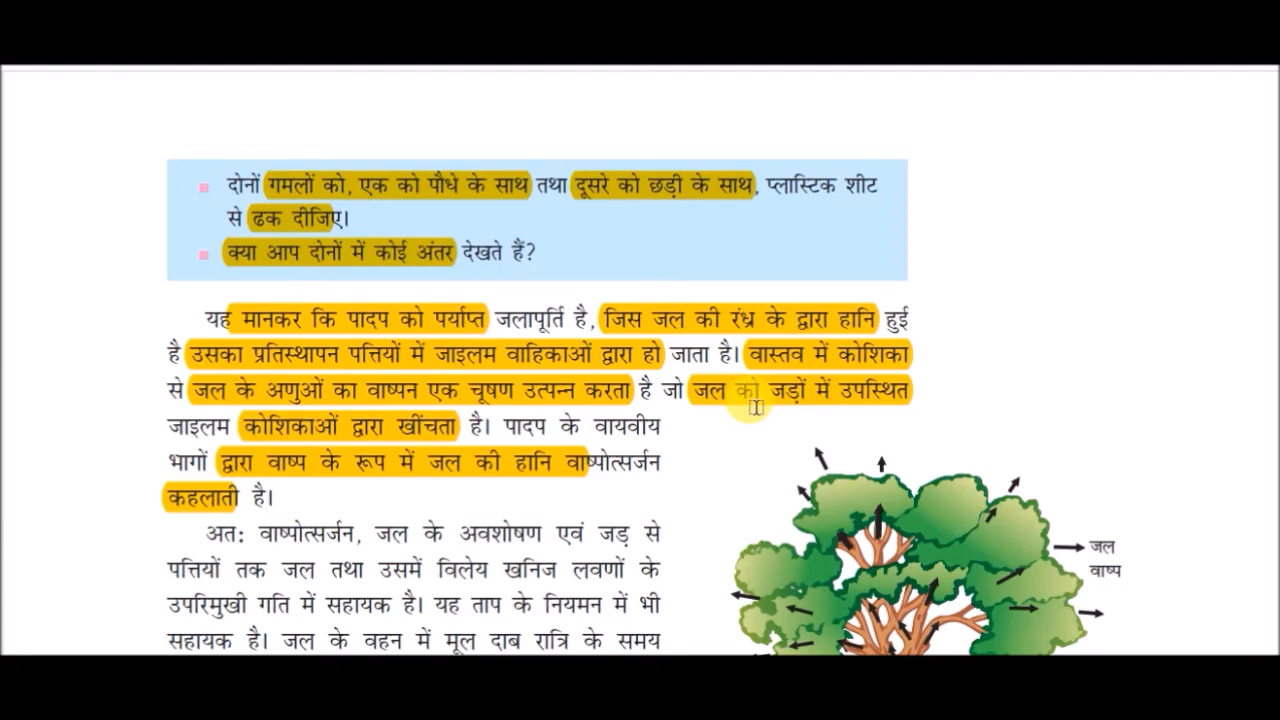 दोनों गमलों को, एक को पौधे के साथ तथा दूसरे को छड़ी के साथ, प्लास्टिक शीट
से ढक दीजिए।
क्या आप दोनों में कोई अंतर देखते हैं?
यह मानकर कि पादप को पर्याप्त जलापूर्ति है, जिस जल की रंध्र के द्वारा हानि हुई
है उसका प्रतिस्थापन पत्तियों में जाइलम वाहिकाओं द्वारा हो जाता है। वास्तव में कोशिका
से जल के अणुओं का वाष्पन एक चूषण उत्पन्न करता है जो जल को जड़ों में उपस्थित
जाइलम कोशिकाओं द्वारा खींचता है। पादप के वायवीय
भागों द्वारा वाष्प के रूप में जल की हानि वाष्पोत्सर्जन
कहलाती है।
अतः वाष्पोत्सर्जन, जल के अवशोषण एवं जड़ से
पत्तियों तक जल तथा उसमें विलेय खनिज लवणों के
उपरिमुखी गति में सहायक है। यह ताप के नियमन में भी
सहायक है। जल के वहन में मूल दाब रात्रि के समय
जल
वाष्प